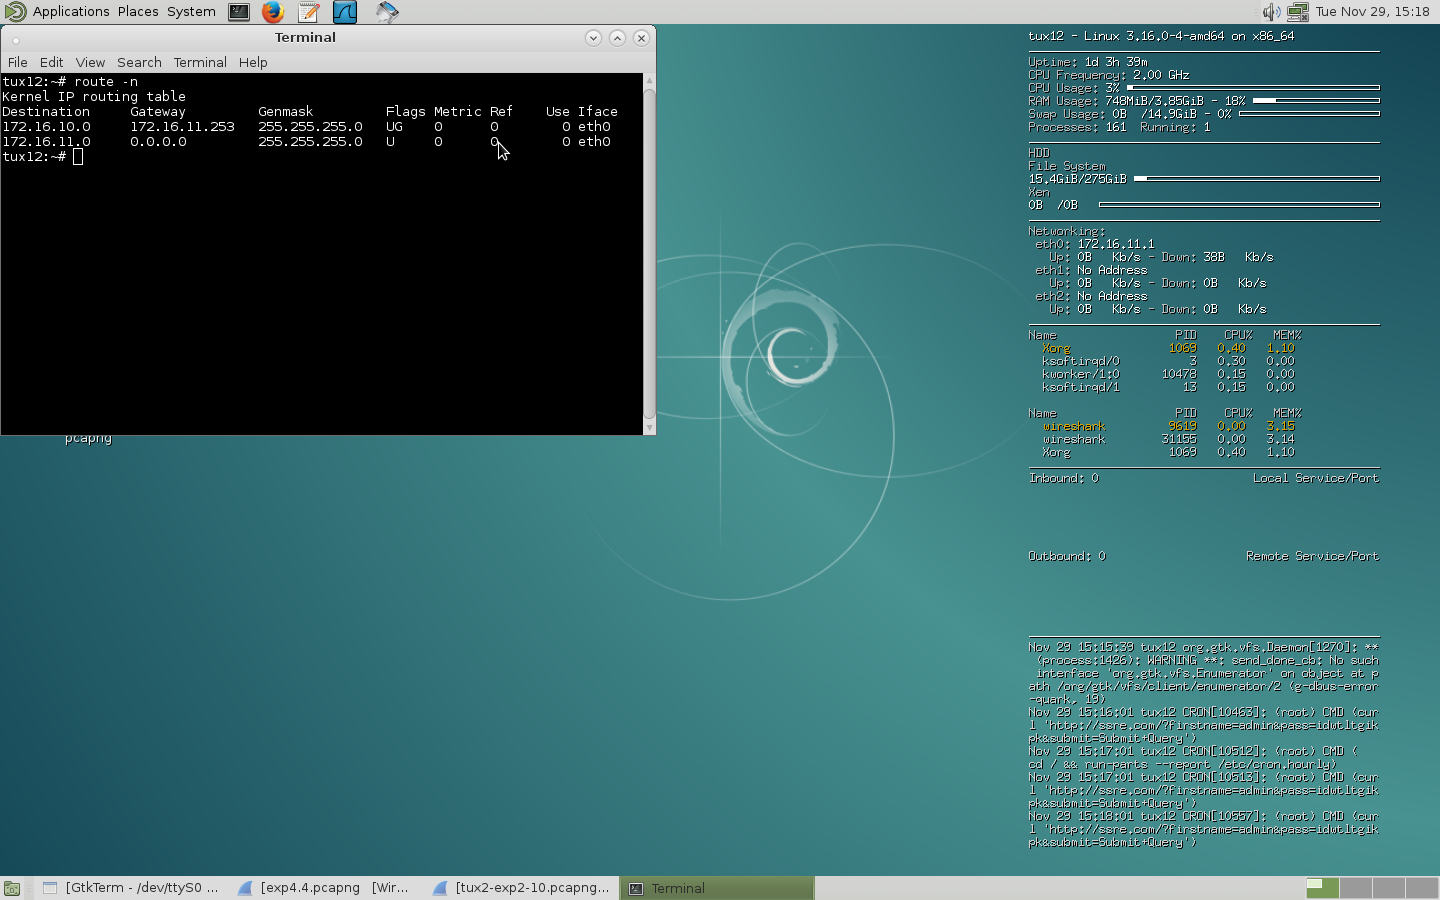 Applications Places System
Tue Nov 29, 15:18
Terminal
File Edit View Search Terminal Help
tux12:~# route -n
Kernel IP routing table
Destination Gateway Genmask Flags Metric Ref Use Iface
172.16.10.0 172.16.11.253 255.255.255.0 UG 0 0 0 eth0
172.16.11.0 0.0.0.0 255.255.255.0 U 0 0 0 eth0
tux12:~#
pcapng
tux12 - Linux 3.16.0-4-amd64 on x86_64
Uptime: 1d 3h 39m
CPU Frequency: 2.00 GHz
CPU Usage: 3%
RAM Usage: 748MiB/3.85GiB - 18%
Swap Usage: 0B /14.9GiB - 0%
Processes: 161 Running: 1
HDD
File System
15.4GiB/275GiB
Xen
0B /0B
Networking:
eth0: 172.16.11.1
Up: 0B Kb/s - Down: 38B Kb/s
eth1: No Address
Up: 0B Kb/s - Down: 0B Kb/s
eth2: No Address
Up: 0B Kb/s - Down: 0B Kb/s
Name PID CPU% MEM%
Xorg 1069 0.40 1.10
ksoftirqd/0 3 0.30 0.00
kworker/1:0 10478 0.15 0.00
ksoftirqd/1 13 0.15 0.00
Name PID CPU% MEM%
wireshark 9619 0.00 3.15
wireshark 31155 0.00 3.14
Xorg 1069 0.40 1.10
Inbound: 0 Local Service/Port
Outbound: 0 Remote Service/Port
Nov 29 15:15:39 tux12 org.gtk.vfs.Daemon[1270]: **
(process:1426): WARNING **: send_done_cb: No such
interface 'org.gtk.vfs.Enumerator' on object at p
ath /org/gtk/vfs/client/enumerator/2 (g-dbus-error
-quark, 19)
Nov 29 15:16:01 tux12 CRON[10463]: (root) CMD (cur
l 'http://ssre.com/?firstname=admin&pass=idwtltgik
pk&submit=Submit+Query')
Nov 29 15:17:01 tux12 CRON[10512]: (root) CMD (
cd / && run-parts --report /etc/cron.hourly)
Nov 29 15:17:01 tux12 CRON[10513]: (root) CMD (cur
l 'http://ssre.com/?firstname=admin&pass=idwtltgik
pk&submit=Submit+Query')
Nov 29 15:18:01 tux12 CRON[10557]: (root) CMD (cur
l 'http://ssre.com/?firstname=admin&pass=idwtltgik
pk&submit=Submit+Query')
[GtkTerm - /dev/ttyS0 ...
[exp4.4.pcapng [Wir...
[tux2-exp2-10.pcapng...
Terminal